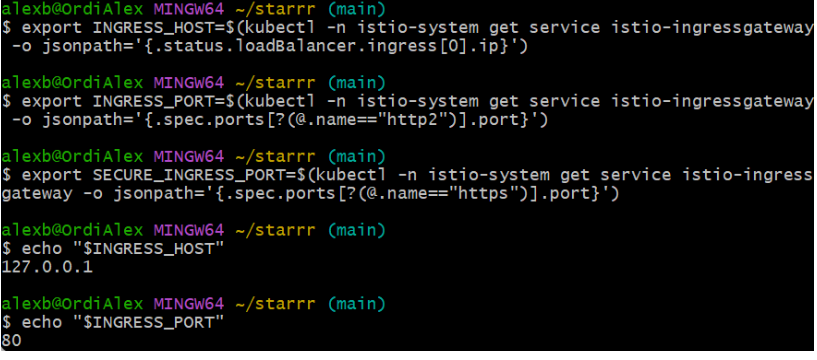 alexb@OrdiAlex MINGW64 ~/starrr (main)
$ export INGRESS_HOST=$(kubectl -n istio-system get service istio-ingressgateway
 -o jsonpath='{.status.loadBalancer.ingress[0].ip}')
alexb@OrdiAlex MINGW64 ~/starrr (main)
$ export INGRESS_PORT=$(kubectl -n istio-system get service istio-ingressgateway
 -o jsonpath='{.spec.ports[?(@.name=="http2")].port}')
alexb@OrdiAlex MINGW64 ~/starrr (main)
$ export SECURE_INGRESS_PORT=$(kubectl -n istio-system get service istio-ingress
gateway -o jsonpath='{.spec.ports[?(@.name=="https")].port}')
alexb@OrdiAlex MINGW64 ~/starrr (main)
$ echo "$INGRESS_HOST"
127.0.0.1
alexb@OrdiAlex MINGW64 ~/starrr (main)
$ echo "$INGRESS_PORT"
80